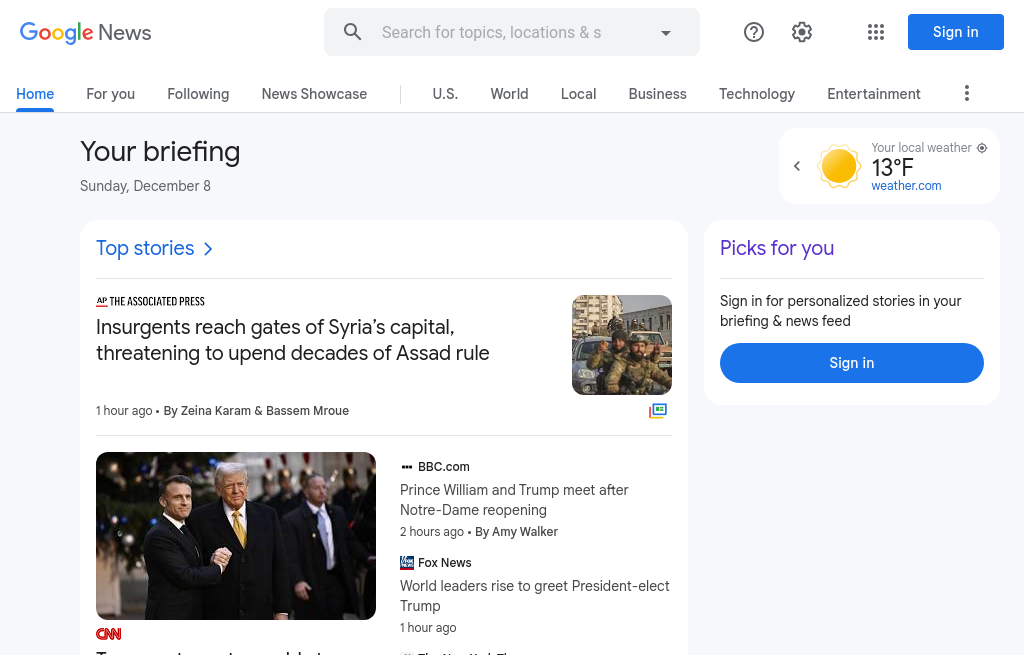 Google News
Search for topics, locations & s
Sign in
Home
For you
Following
News Showcase
U.S.
World
Local
Business
Technology
Entertainment
Your briefing
Sunday, December 8
Your local weather
13°F
weather.com
Top stories
Picks for you
AP THE ASSOCIATED PRESS
Insurgents reach gates of Syria’s capital,
threatening to upend decades of Assad rule
1 hour ago • By Zeina Karam & Bassem Mroue
Sign in for personalized stories in your
briefing & news feed
Sign in
BBC.com
Prince William and Trump meet after
Notre-Dame reopening
2 hours ago • By Amy Walker
Fox News
World leaders rise to greet President-elect
Trump
1 hour ago
CNN